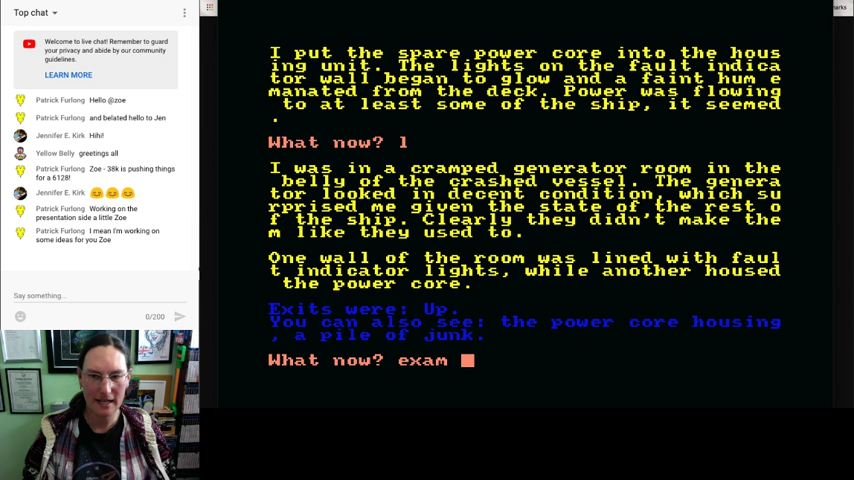 Top chat
Welcome to live chat! Remember to guard
your privacy and abide by our community
guidelines.
LEARN MORE
Patrick Furlong Hello @zoe
Patrick Furlong and belated hello to Jen
Jennifer E. Kirk Hihi!
Yellow Belly greetings all
Patrick Furlong Zoe - 38k is pushing things
for a 6128!
Jennifer E. Kirk 😊😊😊
Patrick Furlong Working on the
presentation side a little Zoe
Patrick Furlong I mean I'm working on
some ideas for you Zoe
Say something...
0/200
arks
I put the spare power core into the hous
ing unit. The lights on the fault indica
tor wall began to glow and a faint hum e
manated from the deck. Power was flowing
to at least some of the ship, it seemed
.
What now? l
I was in a cramped generator room in the
belly of the crashed vessel. The genera
tor looked in decent condition, which su
rprised me given the state of the rest o
f the ship. Clearly they didn't make the
m like they used to.
One wall of the room was lined with faul
t indicator lights, while another housed
the power core.
Exits were: Up.
You can also see: the power core housing
, a pile of junk.
What now? exam